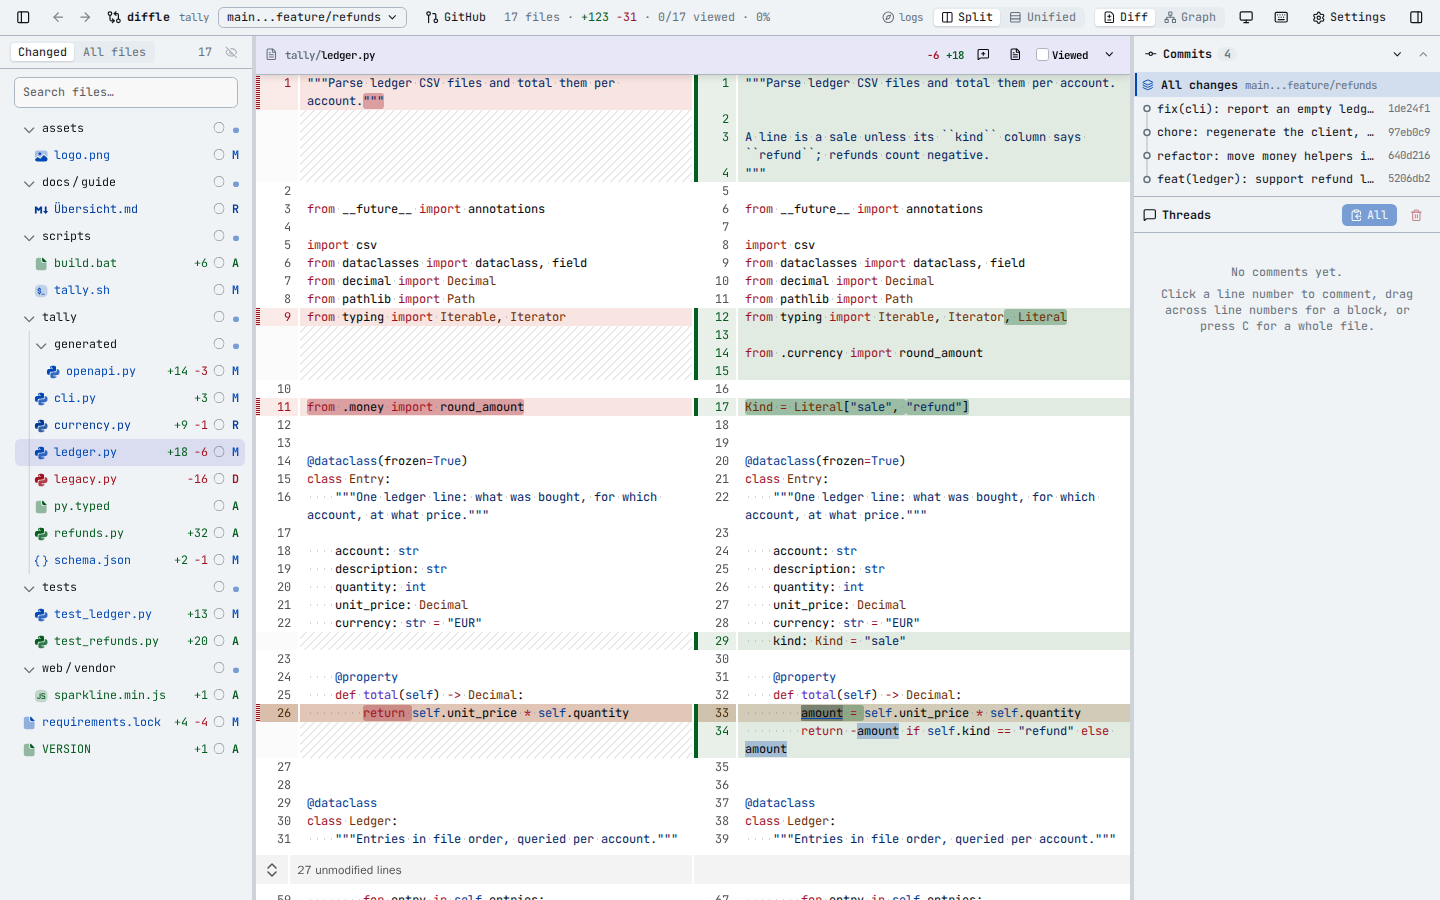 diffle tally main...feature/refunds GitHub 17 files · +123 -31 · 0/17 viewed · 0% logs Split Unified Diff Graph Settings
Changed All files 17
Search files…
assets
logo.png M
docs/guide
Übersicht.md R
scripts
build.bat +6 A
tally.sh M
tally
generated
openapi.py +14 -3 M
cli.py +3 M
currency.py +9 -1 R
ledger.py +18 -6 M
legacy.py -16 D
py.typed A
refunds.py +32 A
schema.json +2 -1 M
tests
test_ledger.py +13 M
test_refunds.py +20 A
web/vendor
sparkline.min.js +1 A
requirements.lock +4 -4 M
VERSION +1 A
tally/ledger.py -6 +18 Viewed
1 """Parse ledger CSV files and total them per
account."""
2
3 from __future__ import annotations
4
5 import csv
6 from dataclasses import dataclass, field
7 from decimal import Decimal
8 from pathlib import Path
9 from typing import Iterable, Iterator
10
11 from .money import round_amount
12
13
14 @dataclass(frozen=True)
15 class Entry:
16 """One ledger line: what was bought, for which
account, at what price."""
17
18 account: str
19 description: str
20 quantity: int
21 unit_price: Decimal
22 currency: str = "EUR"
23
24 @property
25 def total(self) -> Decimal:
26 return self.unit_price * self.quantity
27
28
29 @dataclass
30 class Ledger:
31 """Entries in file order, queried per account."""
27 unmodified lines
59 for entry in self.entries:
1 """Parse ledger CSV files and total them per account.
2
3 A line is a sale unless its ``kind`` column says
``refund``; refunds count negative.
4 """
5
6 from __future__ import annotations
7
8 import csv
9 from dataclasses import dataclass, field
10 from decimal import Decimal
11 from pathlib import Path
12 from typing import Iterable, Iterator, Literal
13
14 from .currency import round_amount
15
16
17 Kind = Literal["sale", "refund"]
18
19
20 @dataclass(frozen=True)
21 class Entry:
22 """One ledger line: what was bought, for which
account, at what price."""
23
24 account: str
25 description: str
26 quantity: int
27 unit_price: Decimal
28 currency: str = "EUR"
29 kind: Kind = "sale"
30
31 @property
32 def total(self) -> Decimal:
33 amount = self.unit_price * self.quantity
34 return -amount if self.kind == "refund" else
amount
35
36
37 @dataclass
38 class Ledger:
39 """Entries in file order, queried per account."""
67 for entry in self.entries:
Commits 4
All changes main...feature/refunds
fix(cli): report an empty ledg… 1de24f1
chore: regenerate the client, … 97eb0c9
refactor: move money helpers i… 640d216
feat(ledger): support refund l… 5206db2
Threads All
No comments yet.
Click a line number to comment, drag
across line numbers for a block, or
press C for a whole file.